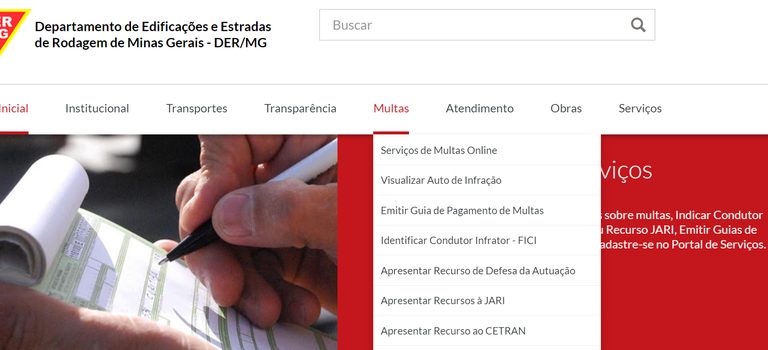 ER
G
Departamento de Edificações e Estradas
de Rodagem de Minas Gerais - DER/MG
Buscar
Inicial Institucional Transportes Transparência Multas Atendimento Obras Serviços
Serviços de Multas Online
Visualizar Auto de Infração
Emitir Guia de Pagamento de Multas
Identificar Condutor Infrator - FICI
Apresentar Recurso de Defesa da Autuação
Apresentar Recursos à JARI
Apresentar Recurso ao CETRAN
viços
s sobre multas, Indicar Condutor
u Recurso JARI, Emitir Guias de
adastre-se no Portal de Serviços.